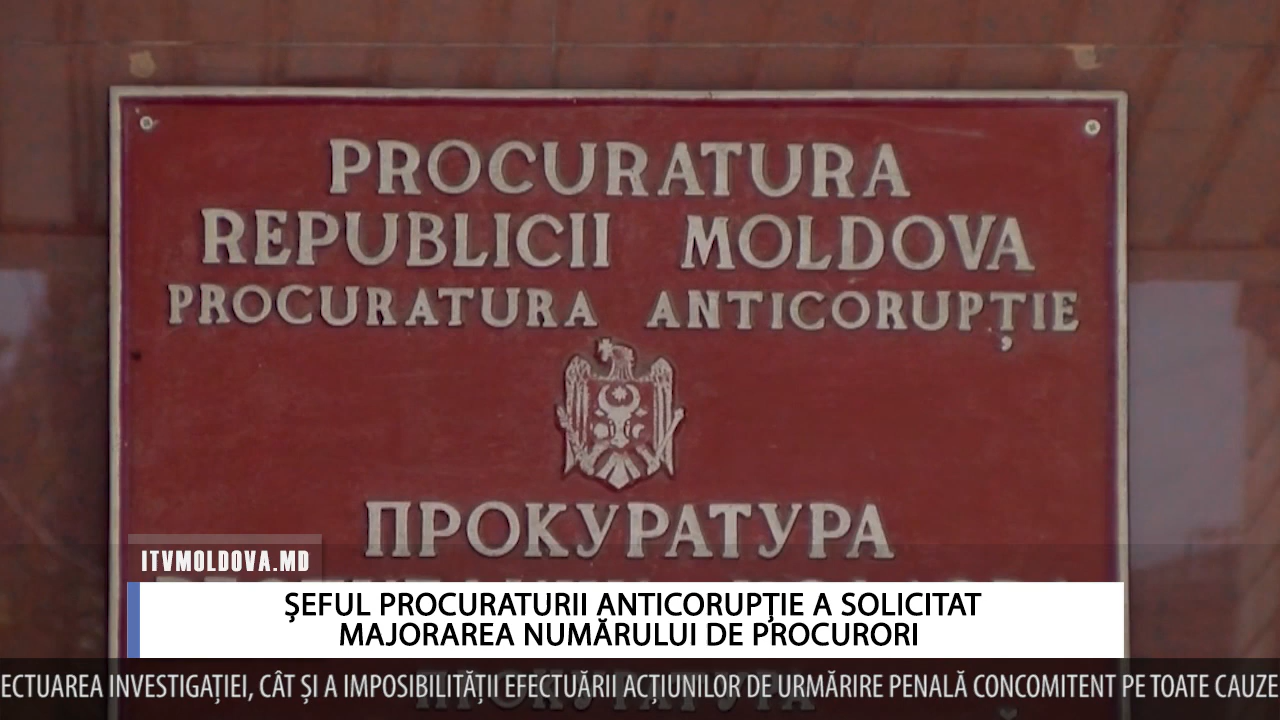 PROCURATURA
REPUBLICII MOLDOVA
PROCURATURA ANTICORUPȚIE
ПРОКУРАТУРА
ITVMOLDOVA.MD
ŞEFUL PROCURATURII ANTICORUPŢIE A SOLICITAT
MAJORAREA NUMĂRULUI DE PROCURORI
ECTUAREA INVESTIGAȚIEI, CÂT ȘI A IMPOSIBILITĂȚII EFECTUĂRII ACȚIUNILOR DE URMĂRIRE PENALĂ CONCOMITENT PE TOATE CAUZE